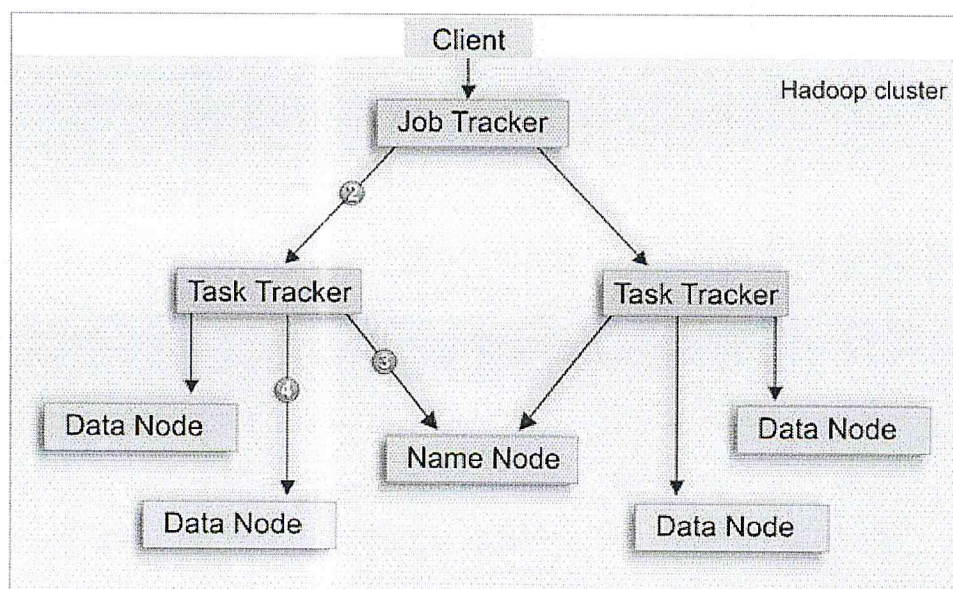 Client
Hadoop cluster
Job Tracker
2
Task Tracker
Task Tracker
3
4
Data Node
Data Node
Name Node
Data Node
Data Node